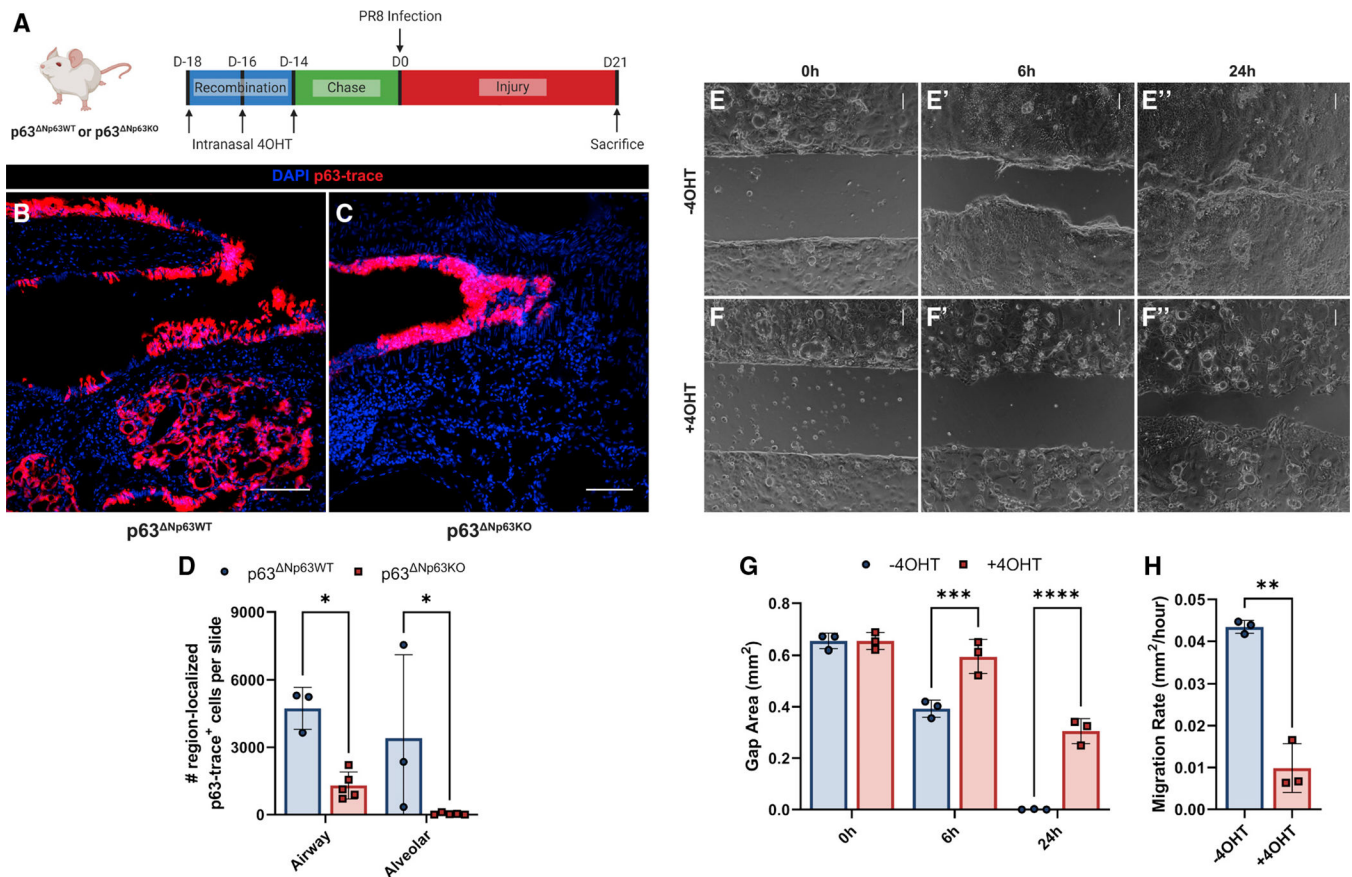 A
PR8 Infection
D-18 D-16 D-14 D0 D21
Recombination Chase Injury
p63ΔNp63WT or p63ΔNp63KO
Intranasal 4OHT Sacrifice
DAPI p63-trace
B C
p63ΔNp63WT p63ΔNp63KO
D
p63ΔNp63WT p63ΔNp63KO
# region-localized
p63-trace+ cells per slide
9000
6000
3000
0
* *
Airway Alveolar
0h 6h 24h
-4OHT
E E’ E’’
+4OHT
F F’ F’’
G
-4OHT +4OHT
Gap Area (mm2)
0.8
0.6
0.4
0.2
0.0
*** ****
0h 6h 24h
H
Migration Rate (mm2/hour)
0.05
0.04
0.03
0.02
0.01
0.00
**
-4OHT +4OHT